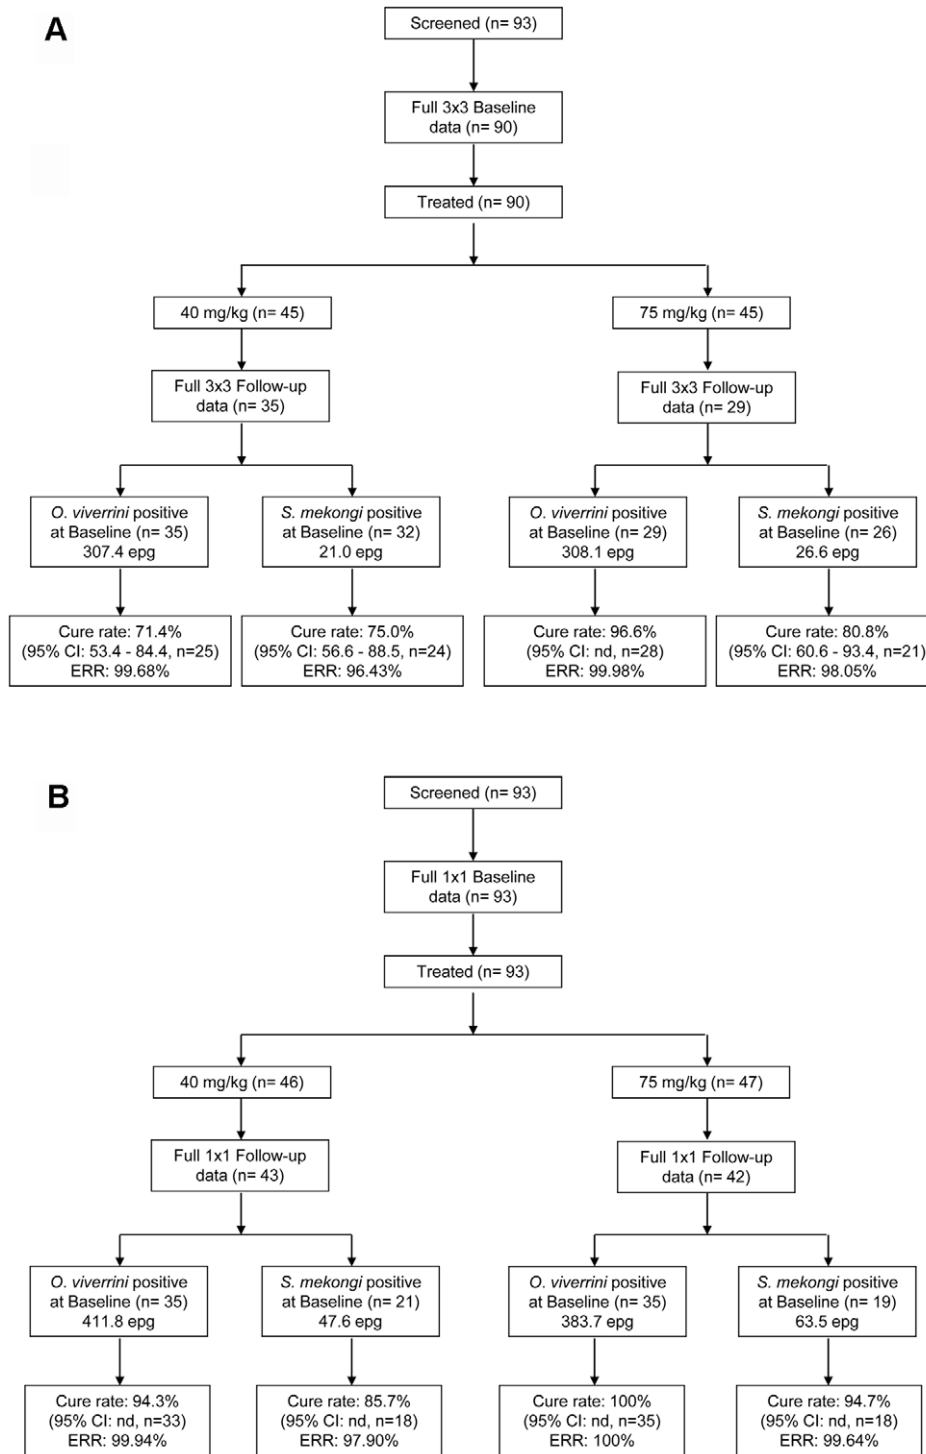 A
Screened (n= 93)
Full 3x3 Baseline
data (n= 90)
Treated (n= 90)
40 mg/kg (n= 45)
75 mg/kg (n= 45)
Full 3x3 Follow-up
data (n= 35)
Full 3x3 Follow-up
data (n= 29)
O. viverrini positive
at Baseline (n= 35)
307.4 epg
S. mekongi positive
at Baseline (n= 32)
21.0 epg
O. viverrini positive
at Baseline (n= 29)
308.1 epg
S. mekongi positive
at Baseline (n= 26)
26.6 epg
Cure rate: 71.4%
(95% CI: 53.4 - 84.4, n=25)
ERR: 99.68%
Cure rate: 75.0%
(95% CI: 56.6 - 88.5, n=24)
ERR: 96.43%
Cure rate: 96.6%
(95% CI: nd, n=28)
ERR: 99.98%
Cure rate: 80.8%
(95% CI: 60.6 - 93.4, n=21)
ERR: 98.05%
B
Screened (n= 93)
Full 1x1 Baseline
data (n= 93)
Treated (n= 93)
40 mg/kg (n= 46)
75 mg/kg (n= 47)
Full 1x1 Follow-up
data (n= 43)
Full 1x1 Follow-up
data (n= 42)
O. viverrini positive
at Baseline (n= 35)
411.8 epg
S. mekongi positive
at Baseline (n= 21)
47.6 epg
O. viverrini positive
at Baseline (n= 35)
383.7 epg
S. mekongi positive
at Baseline (n= 19)
63.5 epg
Cure rate: 94.3%
(95% CI: nd, n=33)
ERR: 99.94%
Cure rate: 85.7%
(95% CI: nd, n=18)
ERR: 97.90%
Cure rate: 100%
(95% CI: nd, n=35)
ERR: 100%
Cure rate: 94.7%
(95% CI: nd, n=18)
ERR: 99.64%